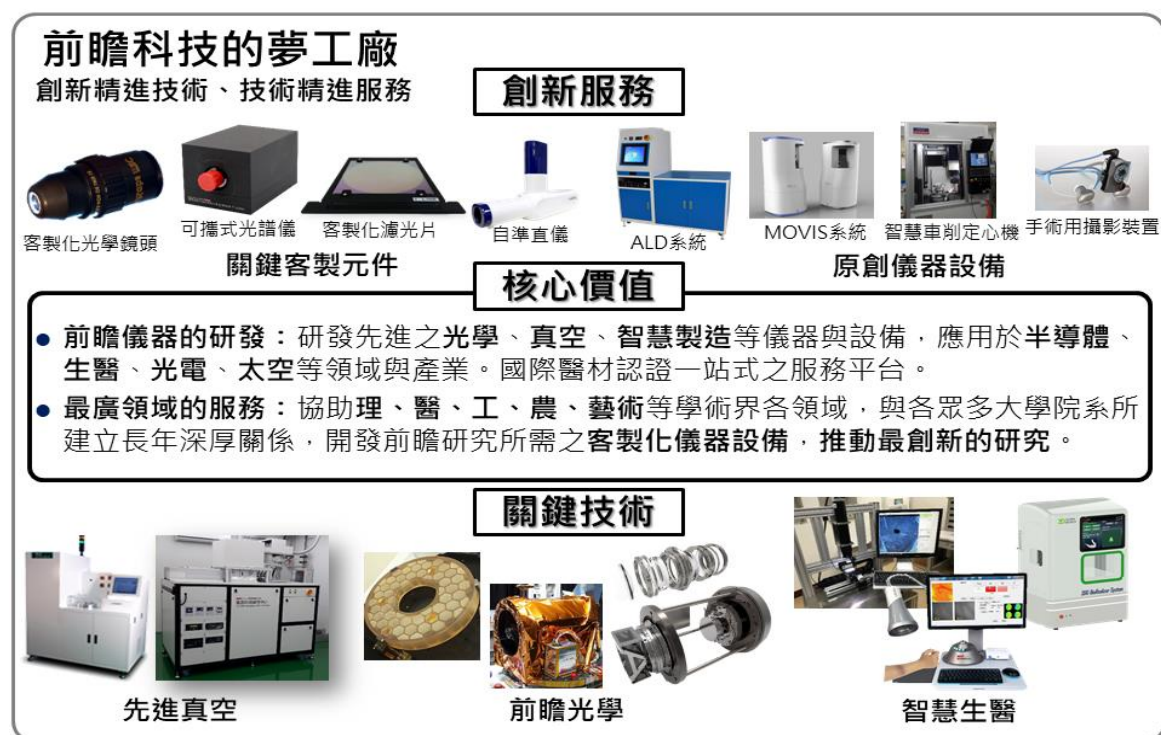 前瞻科技的夢工廠
創新精進技術、技術精進服務
創新服務
客製化光學鏡頭
可攜式光譜儀
客製化濾光片
自準直儀
ALD系統
MOVIS系統
智慧車削定心機
手術用攝影裝置
關鍵客製元件
原創儀器設備
核心價值
● 前瞻儀器的研發：研發先進之光學、真空、智慧製造等儀器與設備，應用於半導體、
生醫、光電、太空等領域與產業。國際醫材認證一站式之服務平台。
● 最廣領域的服務：協助理、醫、工、農、藝術等學術界各領域，與各眾多大學院系所
建立長年深厚關係，開發前瞻研究所需之客製化儀器設備，推動最創新的研究。
關鍵技術
先進真空
前瞻光學
智慧生醫